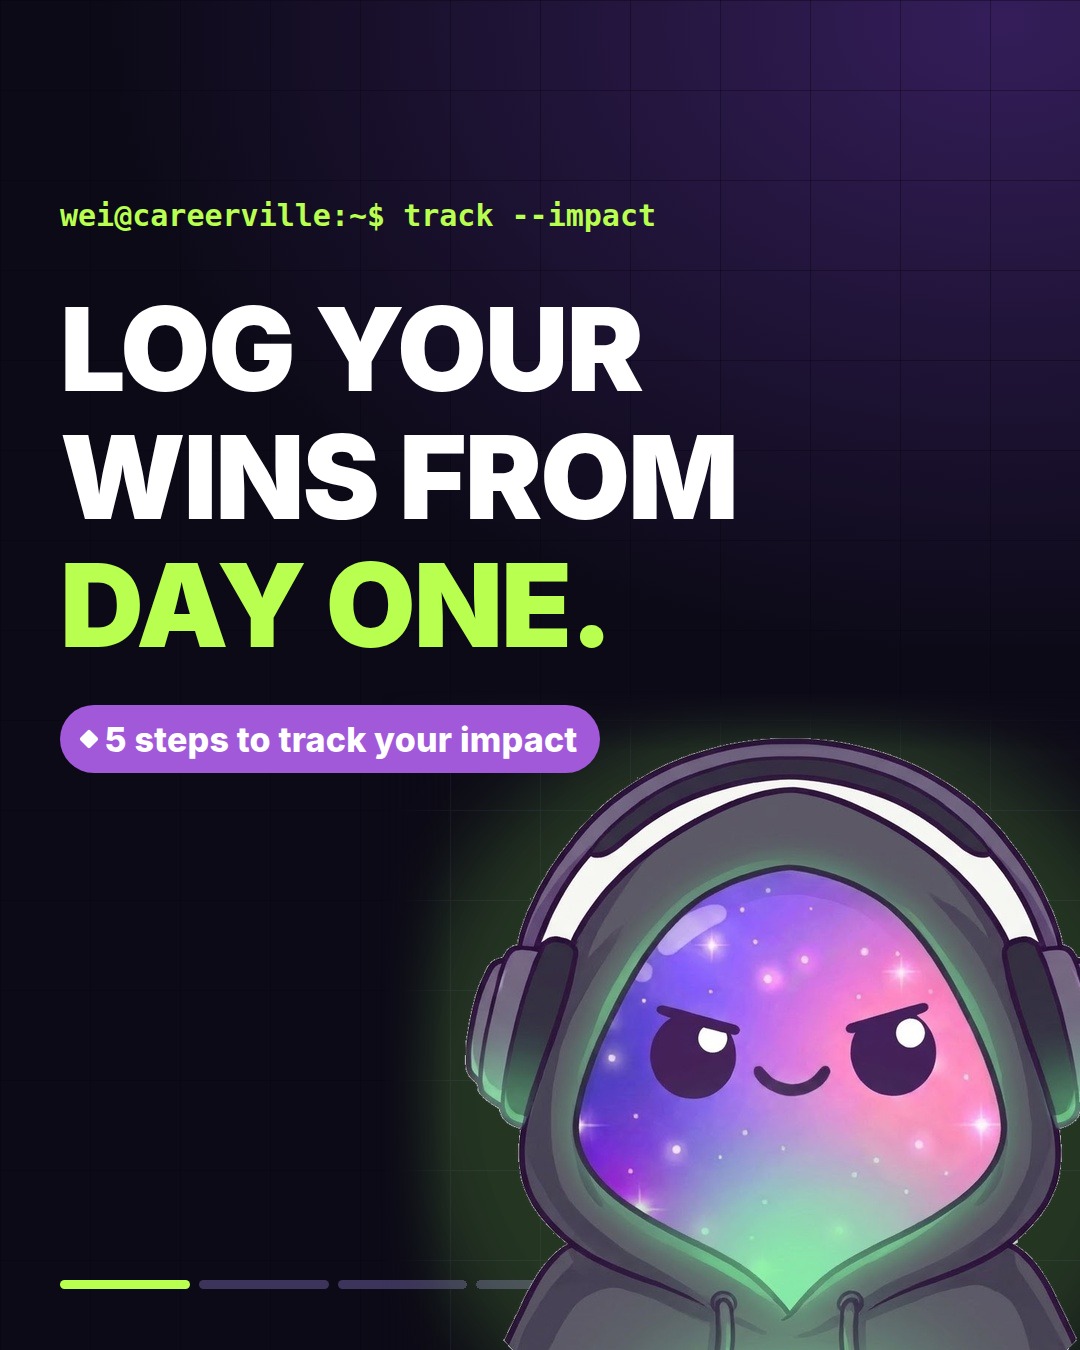 wei@careerville:~$ track --impact
LOG YOUR
WINS FROM
DAY ONE.
5 steps to track your impact